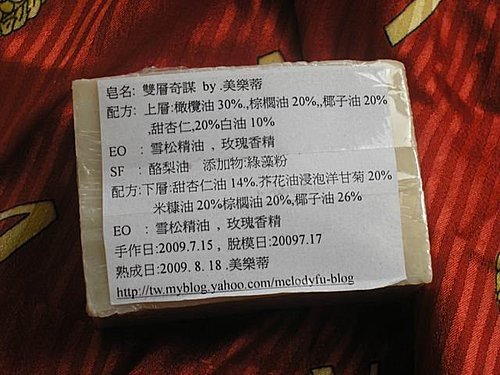 皂名: 雙層奇謀 by .美樂蒂
配方: 上層:橄欖油 30%.,棕櫚油 20%,,椰子油 20%
,甜杏仁,20%白油 10%
EO : 雪松精油 , 玫瑰香精
SF : 酪梨油 添加物:綠藻粉
配方:下層:甜杏仁油 14%.芥花油浸泡洋甘菊 20%
米糠油 20%棕櫚油 20%,椰子油 26%
EO : 雪松精油 , 玫瑰香精
手作日:2009.7.15 , 脫模日:20097.17
熟成日:2009. 8. 18 .美樂蒂
http://tw.myblog.yahoo.com/melodyfu-blog